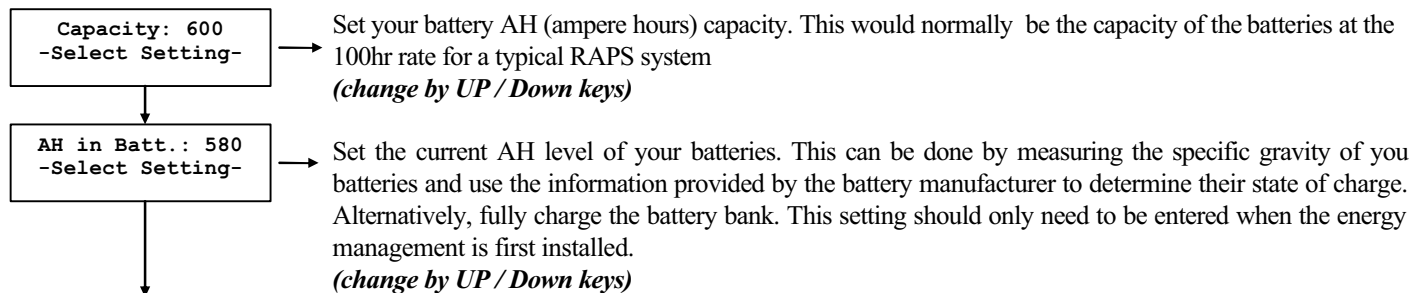 Capacity: 600
-Select Setting-
Set your battery AH (ampere hours) capacity. This would normally be the capacity of the batteries at the
100hr rate for a typical RAPS system
(change by UP / Down keys)
AH in Batt.: 580
-Select Setting-
Set the current AH level of your batteries. This can be done by measuring the specific gravity of you
batteries and use the information provided by the battery manufacturer to determine their state of charge.
Alternatively, fully charge the battery bank. This setting should only need to be entered when the energy
management is first installed.
(change by UP / Down keys)